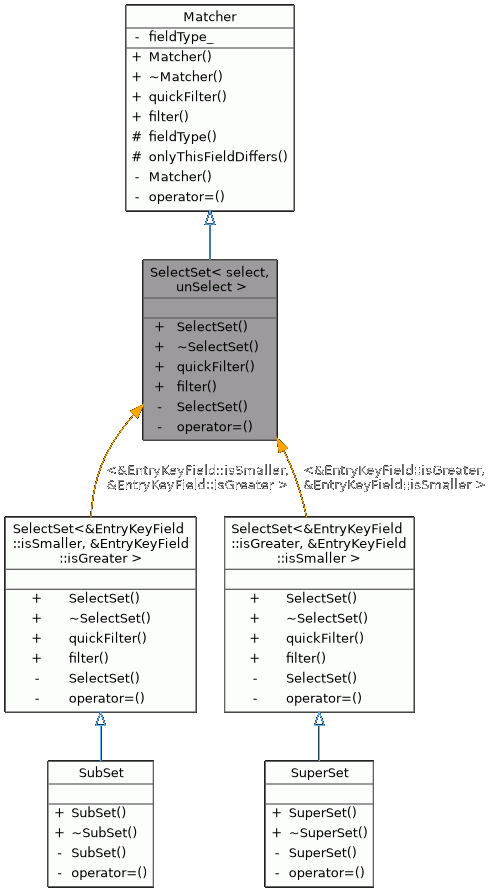 Matcher
- fieldType_
+ Matcher()
+ ~Matcher()
+ quickFilter()
+ filter()
# fieldType()
# onlyThisFieldDiffers()
- Matcher()
- operator=()
SelectSet< select,
unSelect >
+ SelectSet()
+ ~SelectSet()
+ quickFilter()
+ filter()
- SelectSet()
- operator=()
<&EntryKeyField::isSmaller,
&EntryKeyField::isGreater >
<&EntryKeyField::isGreater,
&EntryKeyField::isSmaller >
SelectSet<&EntryKeyField
::isSmaller, &EntryKeyField
::isGreater >
+ SelectSet()
+ ~SelectSet()
+ quickFilter()
+ filter()
- SelectSet()
- operator=()
SelectSet<&EntryKeyField
::isGreater, &EntryKeyField
::isSmaller >
+ SelectSet()
+ ~SelectSet()
+ quickFilter()
+ filter()
- SelectSet()
- operator=()
SubSet
+ SubSet()
+ ~SubSet()
- SubSet()
- operator=()
SuperSet
+ SuperSet()
+ ~SuperSet()
- SuperSet()
- operator=()